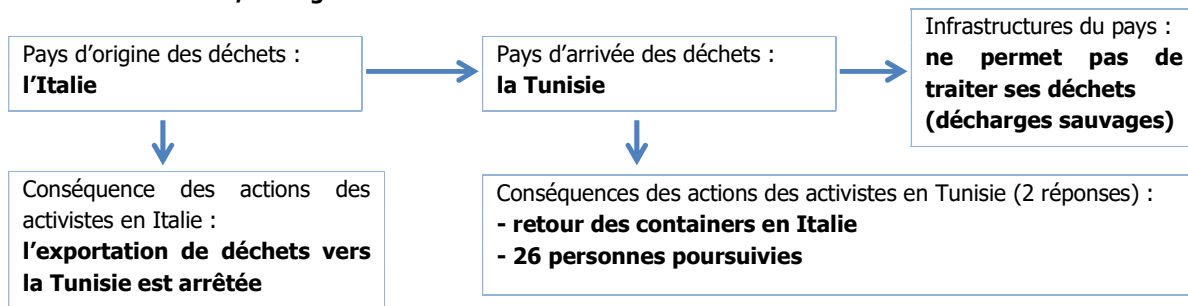 Pays d’origine des déchets :
l’Italie
Pays d’arrivée des déchets :
la Tunisie
Infrastructures du pays :
ne permet pas de
traiter ses déchets
(décharges sauvages)
Conséquence des actions des
activistes en Italie :
l’exportation de déchets vers
la Tunisie est arrêtée
Conséquences des actions des activistes en Tunisie (2 réponses) :
- retour des containers en Italie
- 26 personnes poursuivies